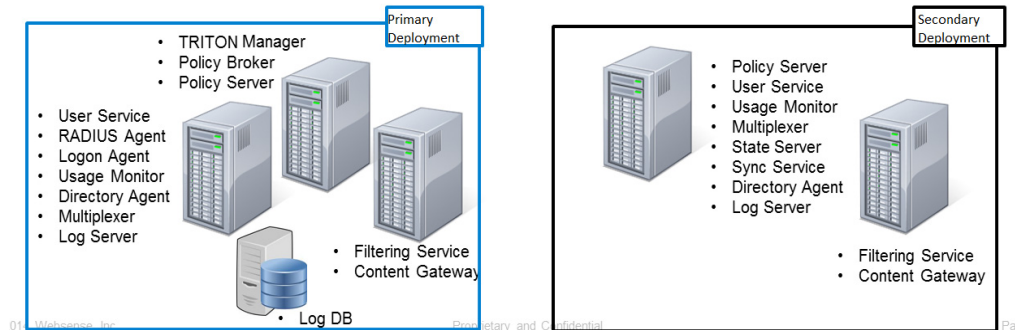 Primary
Deployment
• TRITON Manager
• Policy Broker
• Policy Server
• User Service
• RADIUS Agent
• Logon Agent
• Usage Monitor
• Directory Agent
• Multiplexer
• Log Server
• Filtering Service
• Content Gateway
• Log DB
Secondary
Deployment
• Policy Server
• User Service
• Usage Monitor
• Multiplexer
• State Server
• Sync Service
• Directory Agent
• Log Server
• Filtering Service
• Content Gateway
Websense, Inc.
Proprietary and Confidential
Pa